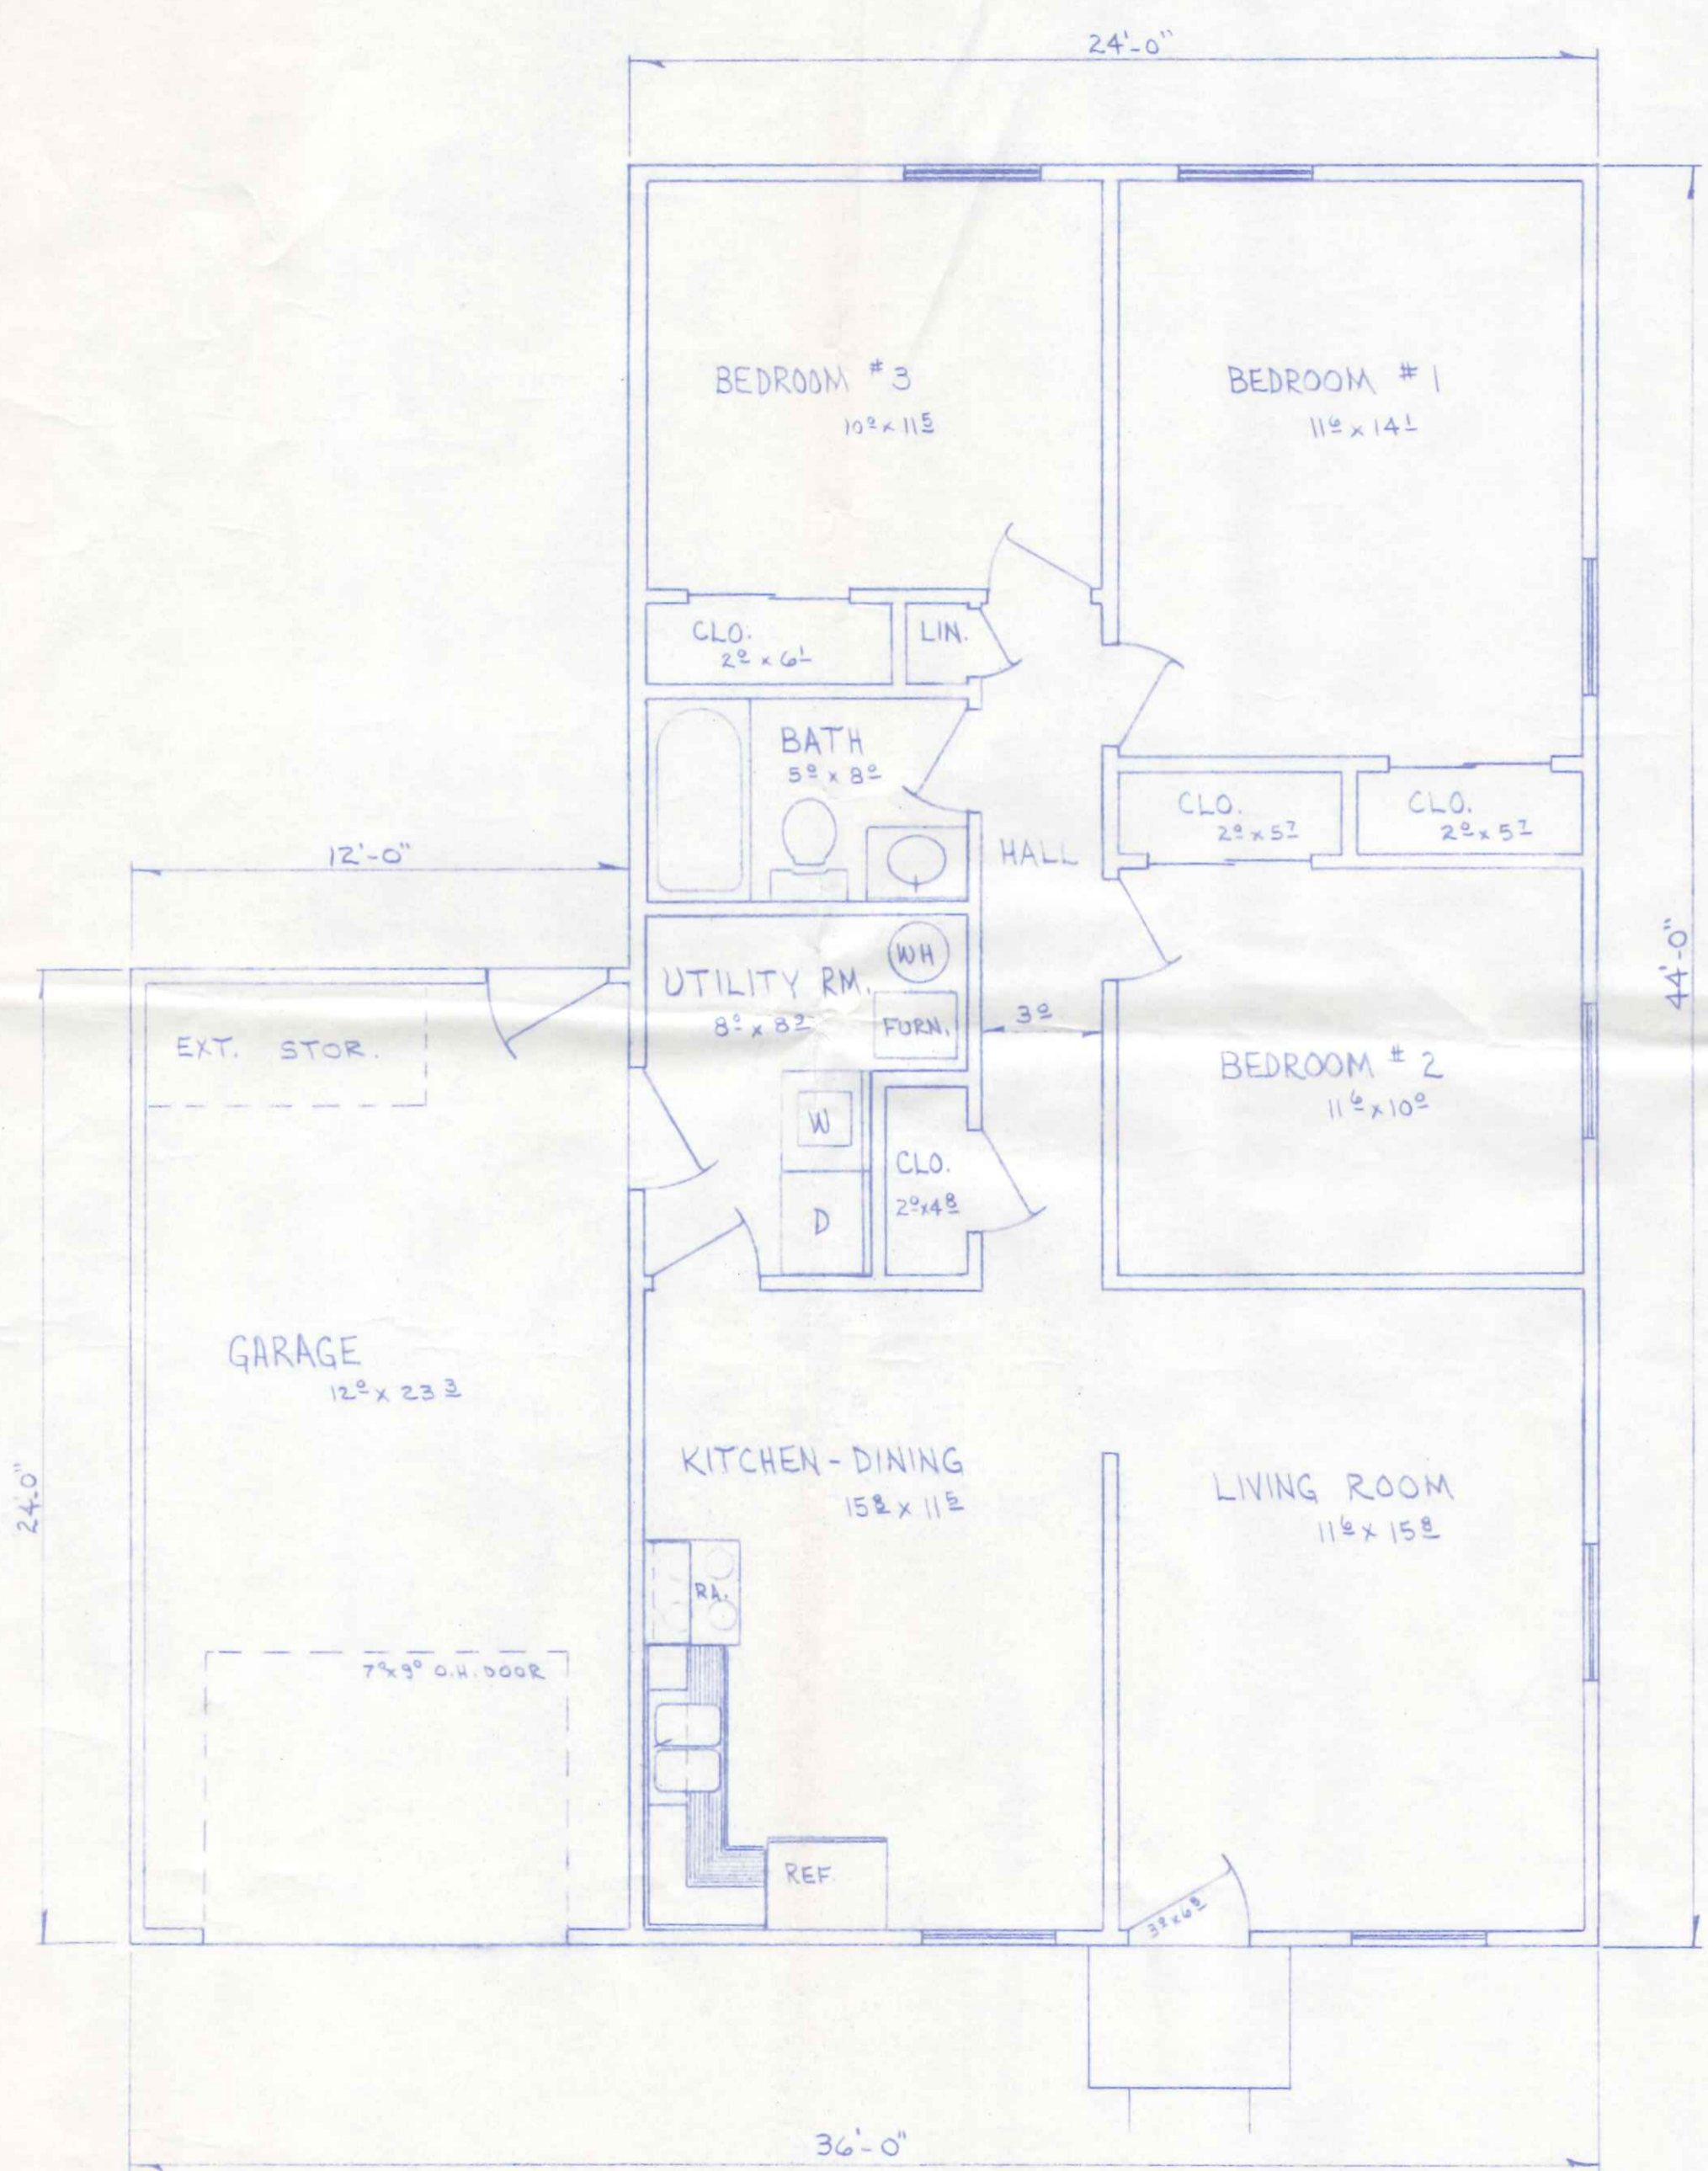 24'-0"
BEDROOM #3
10⁰ x 11⁵
BEDROOM #1
11⁶ x 14¹
CLO.
2⁰ x 6¹
LIN.
BATH
5⁰ x 8⁰
CLO.
2⁰ x 5⁷
CLO.
2⁰ x 5⁷
HALL
12'-0"
44'-0"
UTILITY RM.
WH
FURN.
3⁰
EXT. STOR.
BEDROOM #2
11⁶ x 10⁰
W
CLO.
2⁰ x 4⁸
D
GARAGE
12⁰ x 23³
24'-0"
KITCHEN-DINING
15⁸ x 11⁵
LIVING ROOM
11⁶ x 15⁸
RA.
7⁰ x 9⁰ O.H. DOOR
REF.
3⁰ x 6⁸
36'-0"